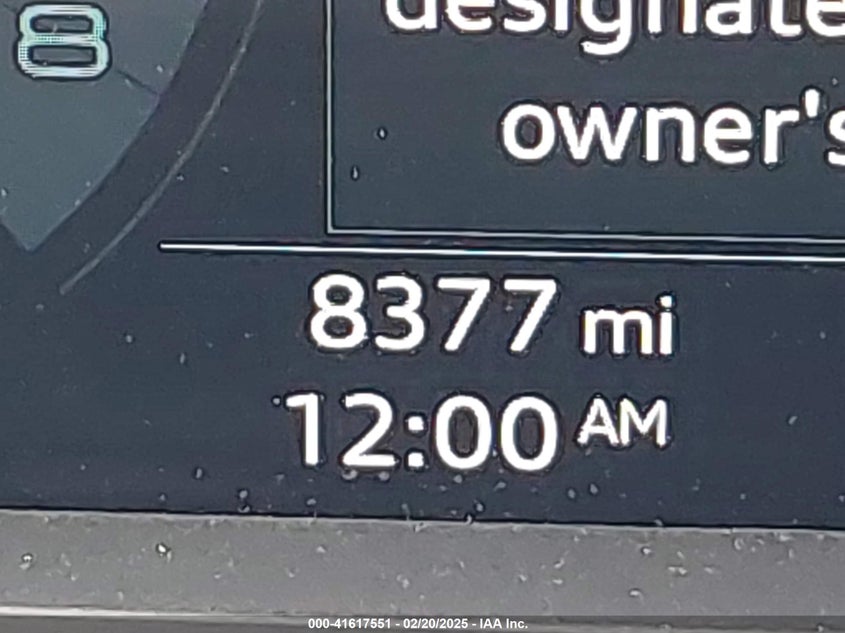 8
designate
owner's
8377 mi
12:00 AM
000-41617551 - 02/20/2025 - IAA Inc.